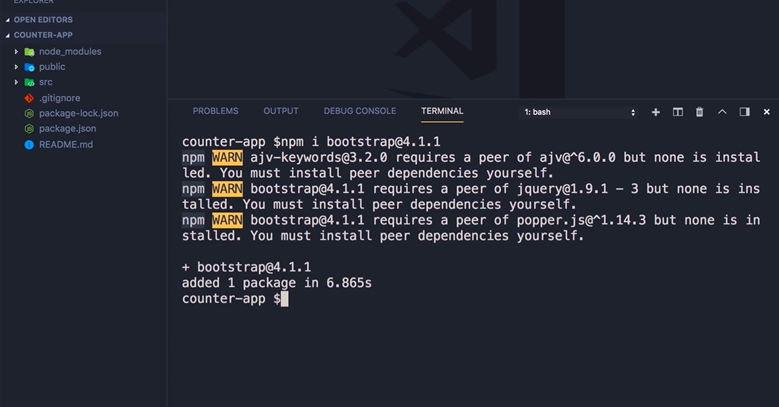 EXPLORER
OPEN EDITORS
COUNTER-APP
node_modules
public
src
.gitignore
package-lock.json
package.json
README.md
PROBLEMS OUTPUT DEBUG CONSOLE TERMINAL 1: bash
counter-app $npm i bootstrap@4.1.1
npm WARN ajv-keywords@3.2.0 requires a peer of ajv@^6.0.0 but none is instal
led. You must install peer dependencies yourself.
npm WARN bootstrap@4.1.1 requires a peer of jquery@1.9.1 - 3 but none is ins
talled. You must install peer dependencies yourself.
npm WARN bootstrap@4.1.1 requires a peer of popper.js@^1.14.3 but none is in
stalled. You must install peer dependencies yourself.
+ bootstrap@4.1.1
added 1 package in 6.865s
counter-app $